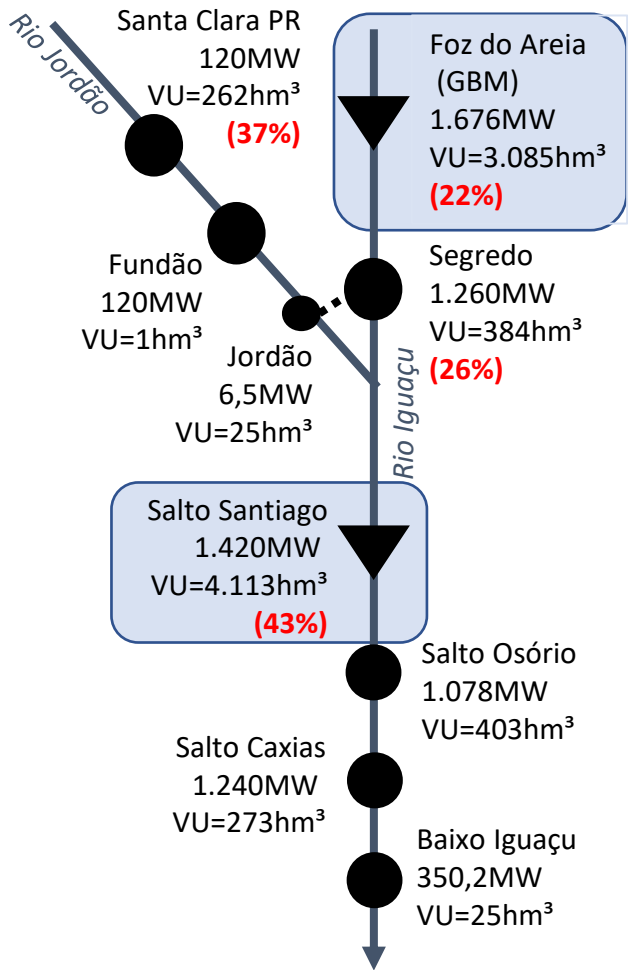 Rio Jordão
Santa Clara PR
120MW
VU=262hm³
(37%)
Foz do Areia
(GBM)
1.676MW
VU=3.085hm³
(22%)
Fundão
120MW
VU=1hm³
Segredo
1.260MW
VU=384hm³
(26%)
Jordão
6,5MW
VU=25hm³
Rio Iguaçu
Salto Santiago
1.420MW
VU=4.113hm³
(43%)
Salto Osório
1.078MW
VU=403hm³
Salto Caxias
1.240MW
VU=273hm³
Baixo Iguaçu
350,2MW
VU=25hm³